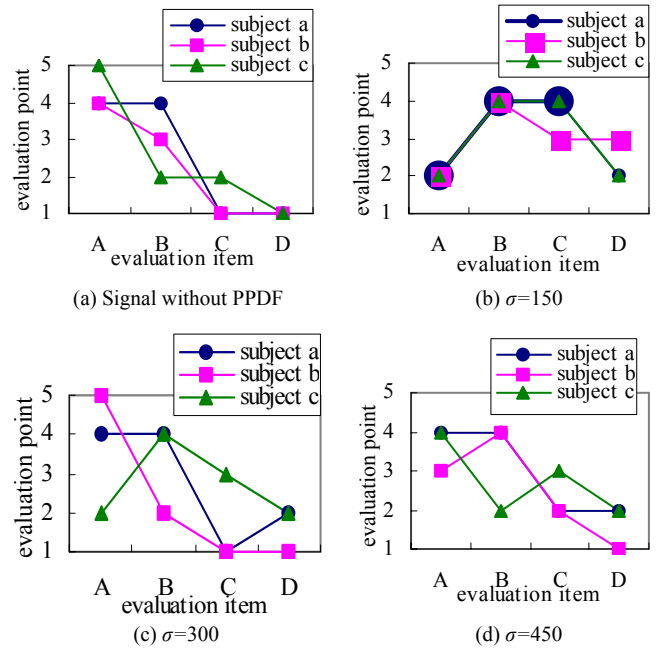 subject a
subject b
subject c
5
4
3
2
1
evaluation point
A B C D
evaluation item
(a) Signal without PPDF
subject a
subject b
subject c
5
4
3
2
1
evaluation point
A B C D
evaluation item
(b) σ=150
subject a
subject b
subject c
5
4
3
2
1
evaluation point
A B C D
evaluation item
(c) σ=300
subject a
subject b
subject c
5
4
3
2
1
evaluation point
A B C D
evaluation item
(d) σ=450